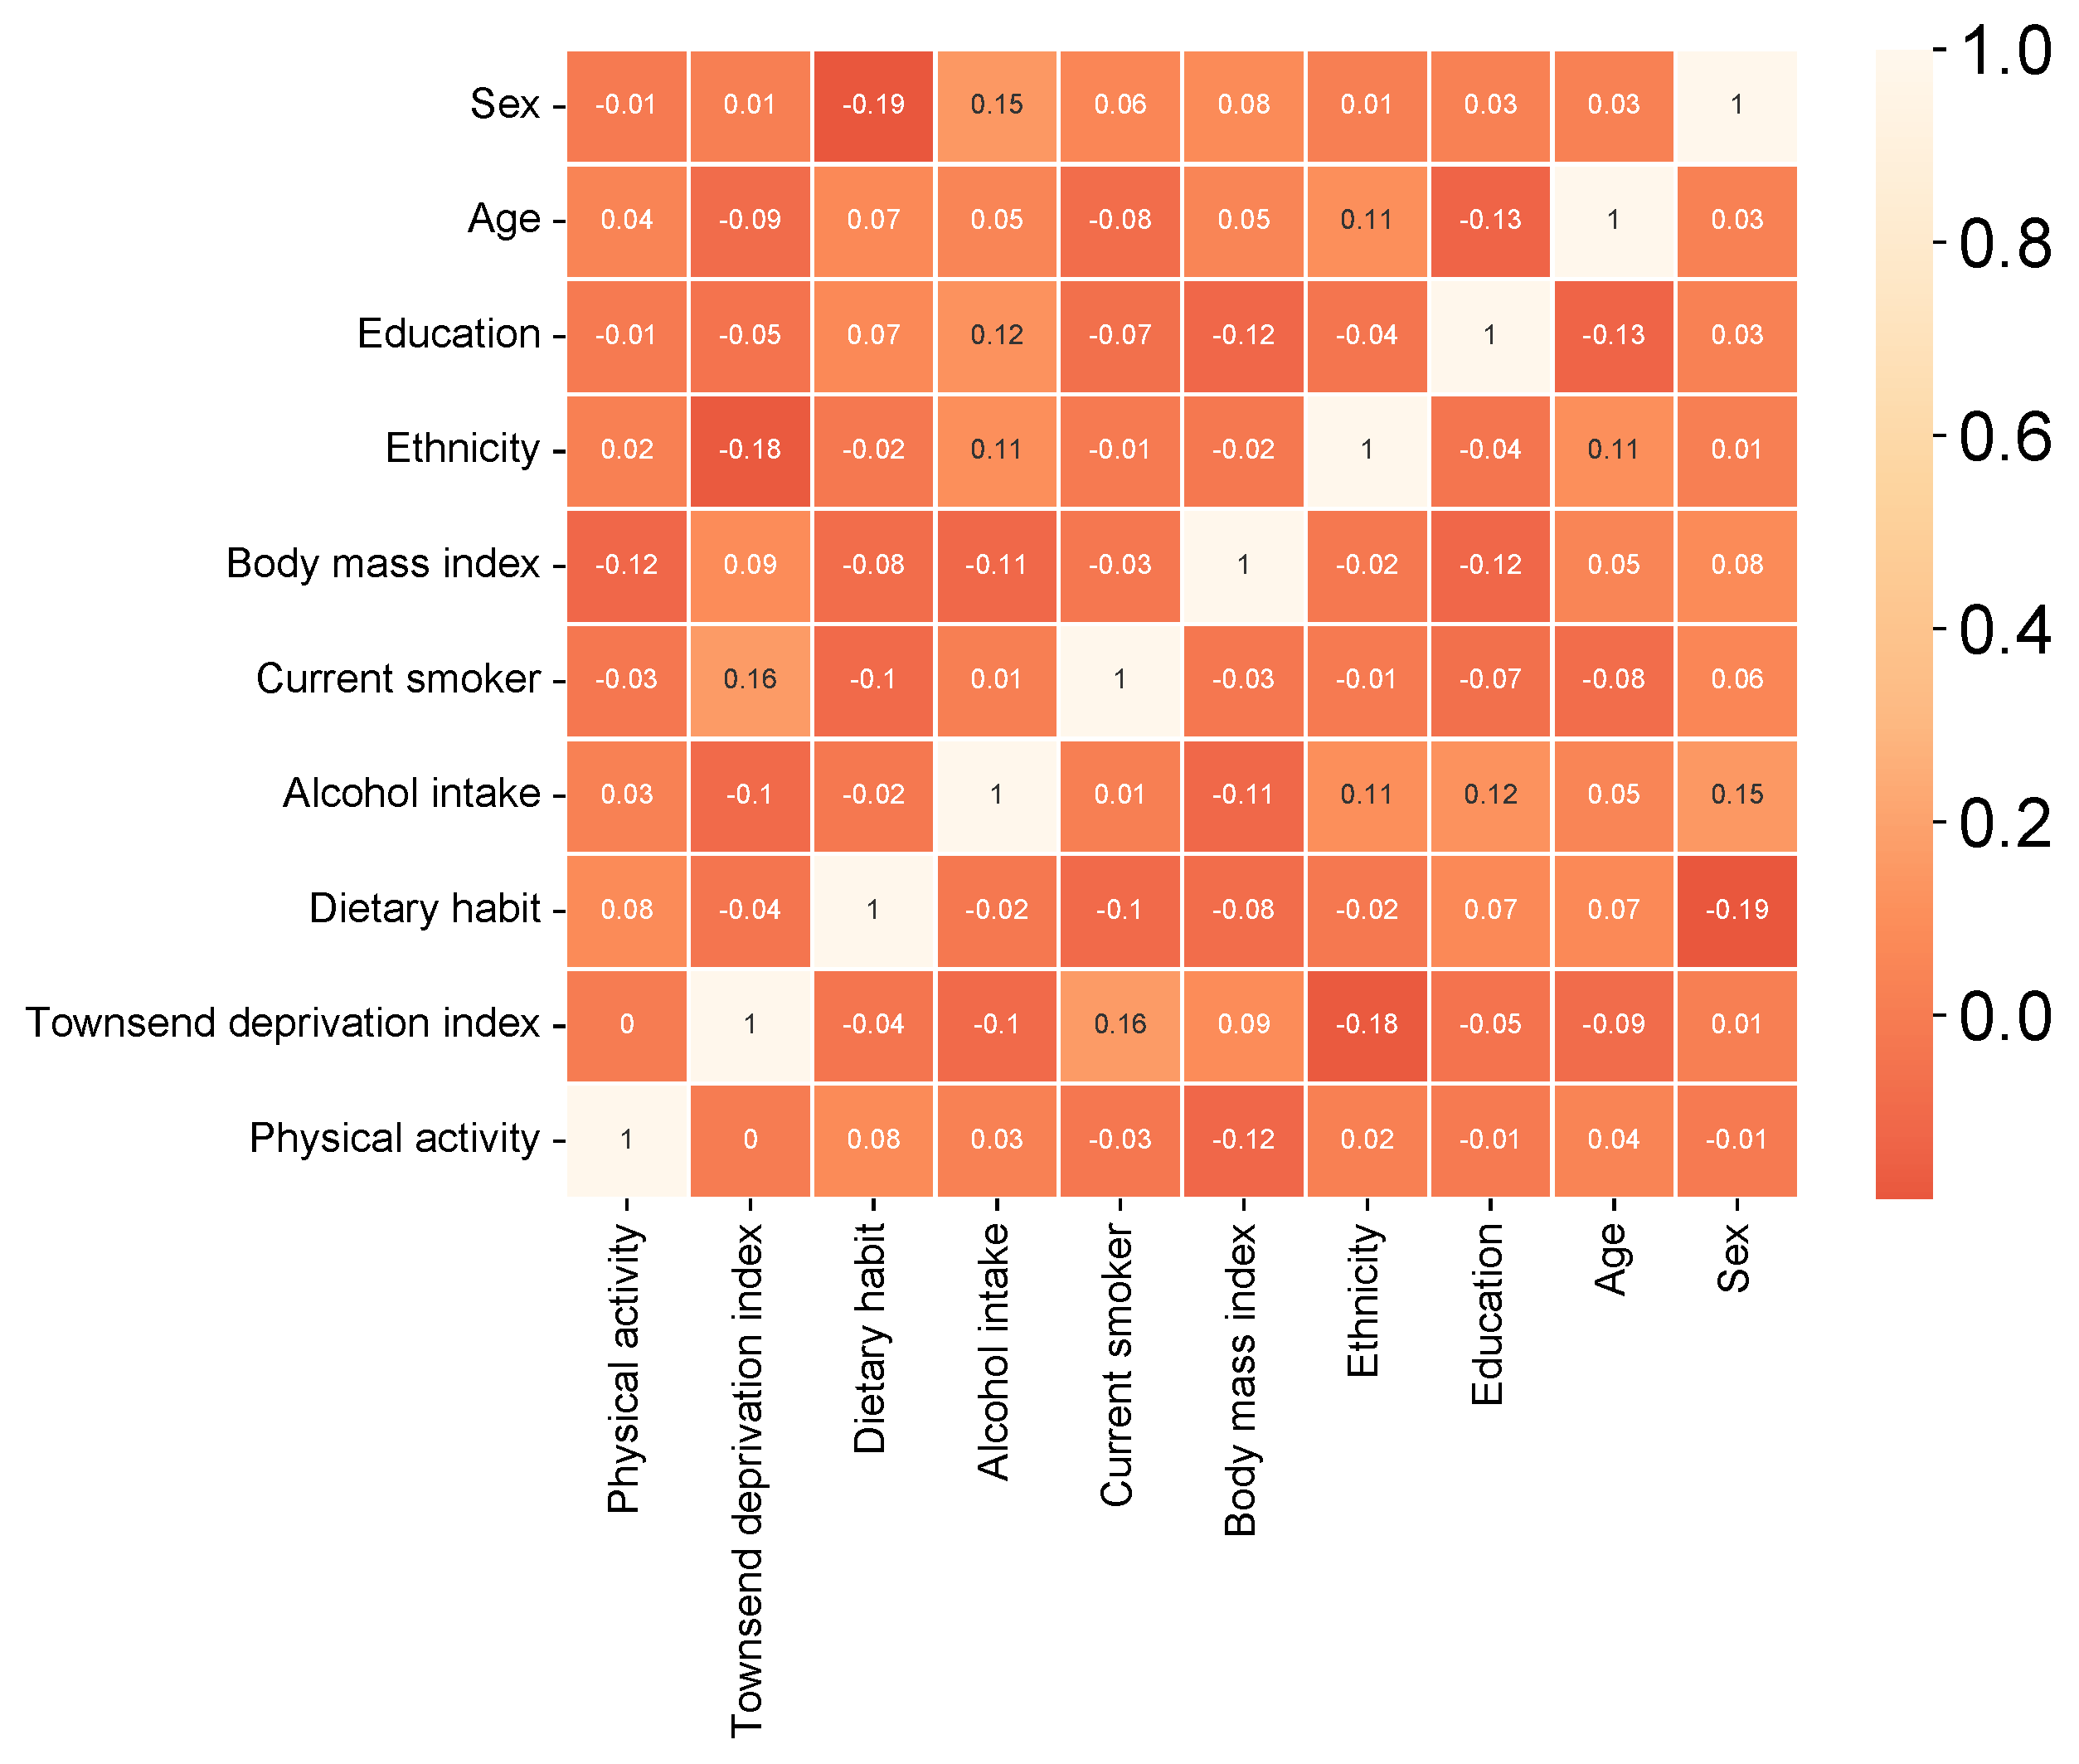 Sex -0.01 0.01 -0.19 0.15 0.06 0.08 0.01 0.03 0.03 1
Age 0.04 -0.09 0.07 0.05 -0.08 0.05 0.11 -0.13 1 0.03
Education -0.01 -0.05 0.07 0.12 -0.07 -0.12 -0.04 1 -0.13 0.03
Ethnicity 0.02 -0.18 -0.02 0.11 -0.01 -0.02 1 -0.04 0.11 0.01
Body mass index -0.12 0.09 -0.08 -0.11 -0.03 1 -0.02 -0.12 0.05 0.08
Current smoker -0.03 0.16 -0.1 0.01 1 -0.03 -0.01 -0.07 -0.08 0.06
Alcohol intake 0.03 -0.1 -0.02 1 0.01 -0.11 0.11 0.12 0.05 0.15
Dietary habit 0.08 -0.04 1 -0.02 -0.1 -0.08 -0.02 0.07 0.07 -0.19
Townsend deprivation index 0 1 -0.04 -0.1 0.16 0.09 -0.18 -0.05 -0.09 0.01
Physical activity 1 0 0.08 0.03 -0.03 -0.12 0.02 -0.01 0.04 -0.01
Physical activity
Townsend deprivation index
Dietary habit
Alcohol intake
Current smoker
Body mass index
Ethnicity
Education
Age
Sex
1.0
0.8
0.6
0.4
0.2
0.0